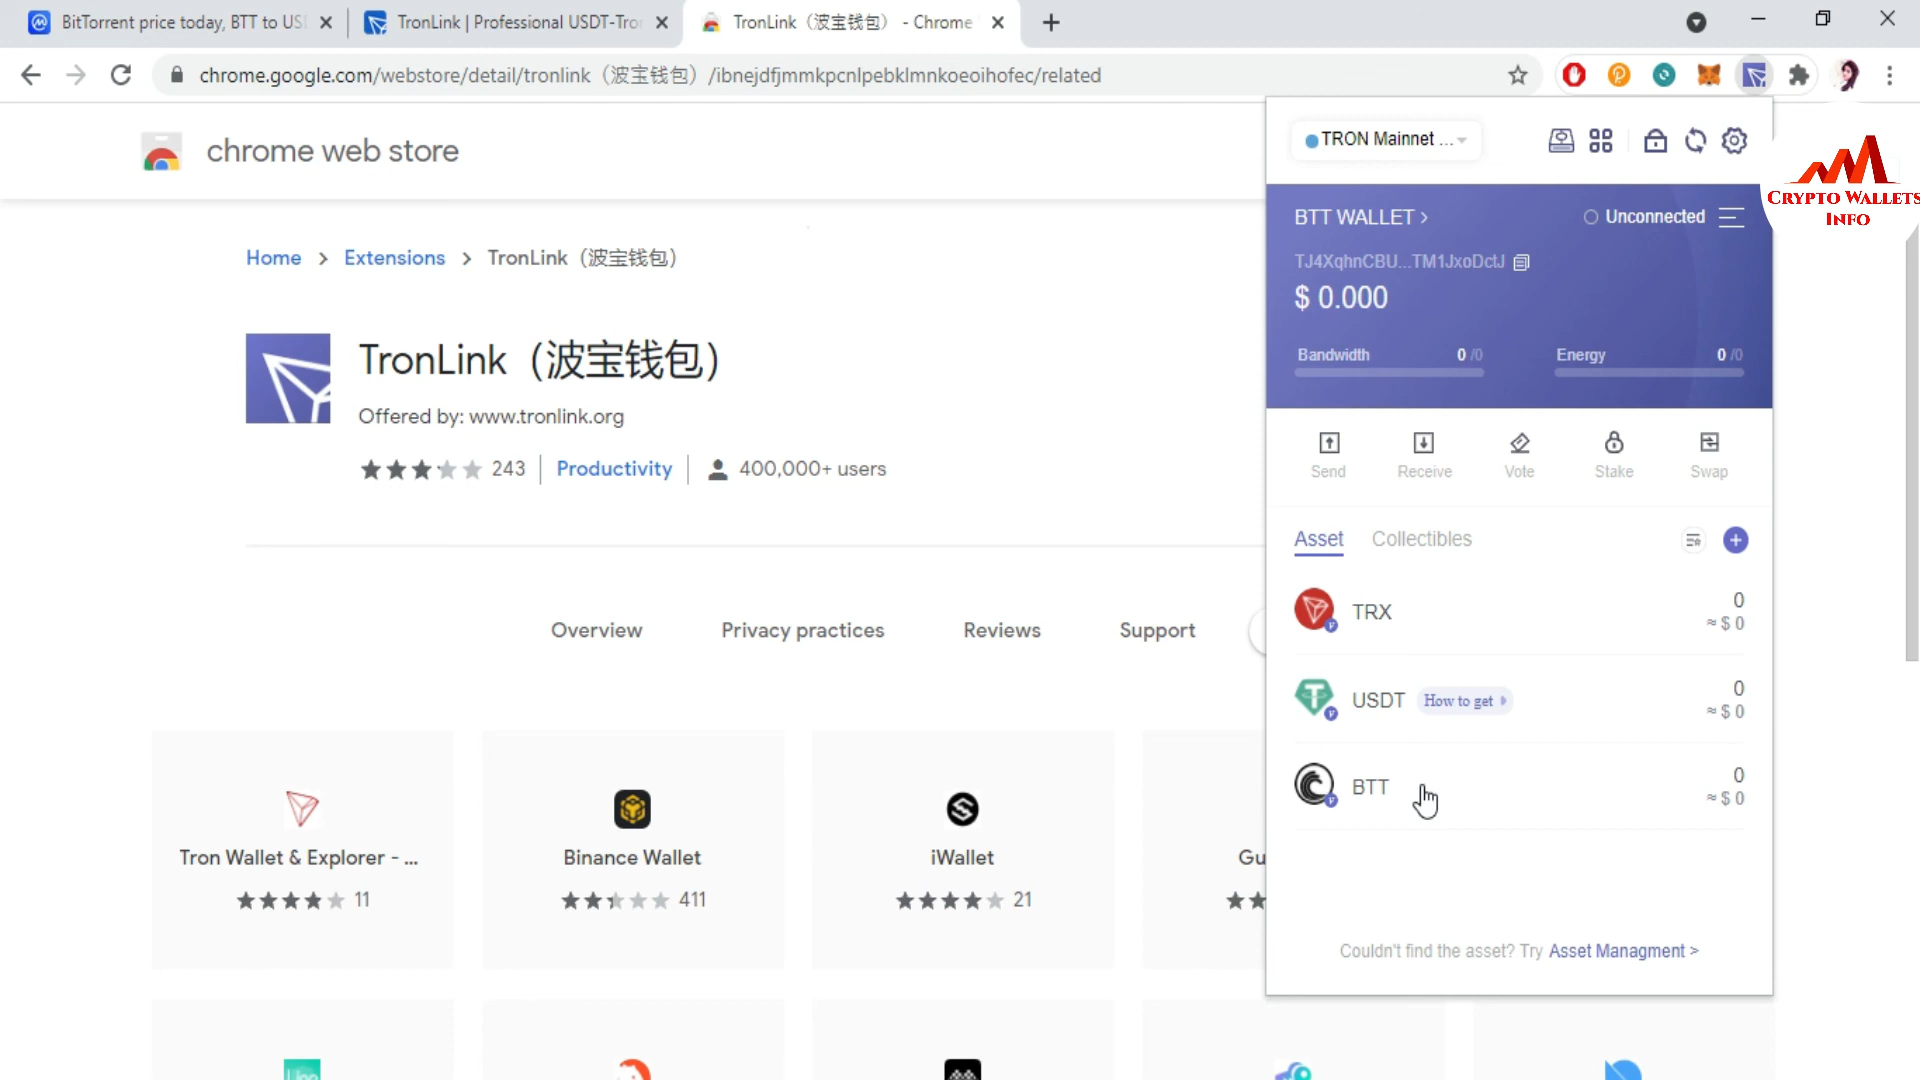 BitTorrent price today, BTT to US
TronLink | Professional USDT-Tron
TronLink（波宝钱包） - Chrome
chrome.google.com/webstore/detail/tronlink（波宝钱包）/ibnejdfjmmkpcnlpebklmnkoeoihofec/related
chrome web store
Home > Extensions > TronLink（波宝钱包）
TronLink（波宝钱包）
Offered by: www.tronlink.org
243 Productivity 400,000+ users
Overview Privacy practices Reviews Support
Tron Wallet & Explorer - ...
11
Binance Wallet
411
iWallet
21
Gu
TRON Mainnet ...
BTT WALLET >
Unconnected
TJ4XqhnCBU...TM1JxoDctJ
$ 0.000
Bandwidth 0 /0
Energy 0 /0
Send Receive Vote Stake Swap
Asset Collectibles
TRX
0
≈ $ 0
USDT How to get
0
≈ $ 0
BTT
0
≈ $ 0
Couldn't find the asset? Try Asset Managment >
CRYPTO WALLETS
INFO